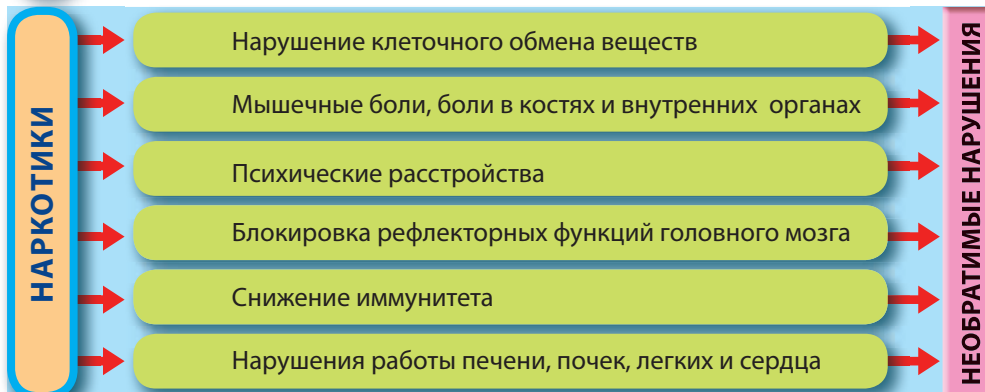 НАРКОТИКИ
Нарушение клеточного обмена веществ
Мышечные боли, боли в костях и внутренних органах
Психические расстройства
Блокировка рефлекторных функций головного мозга
Снижение иммунитета
Нарушения работы печени, почек, легких и сердца
НЕОБРАТИМЫЕ НАРУШЕНИЯ